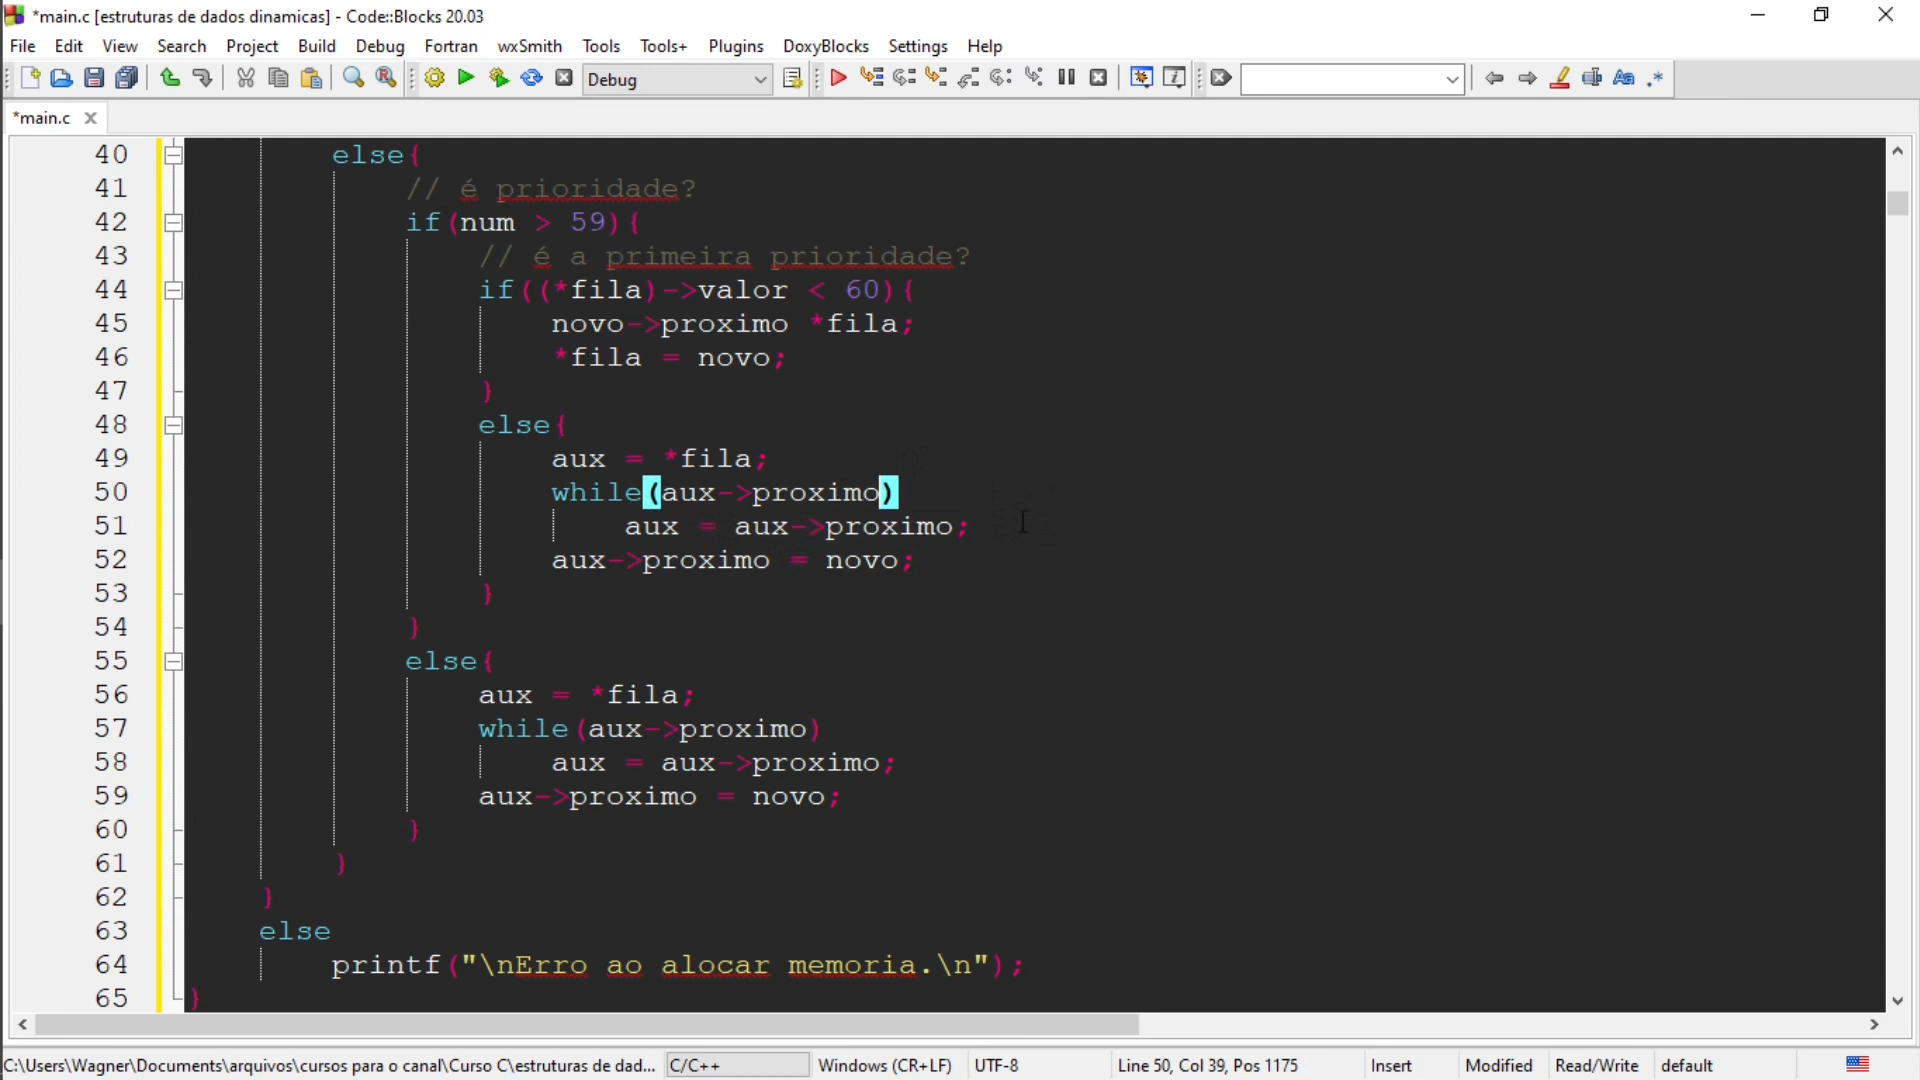 *main.c [estruturas de dados dinamicas] - Code::Blocks 20.03
File Edit View Search Project Build Debug Fortran wxSmith Tools Tools+ Plugins DoxyBlocks Settings Help
Debug
*main.c
40 else{
41 // é prioridade?
42 if(num > 59){
43 // é a primeira prioridade?
44 if((*fila)->valor < 60){
45 novo->proximo *fila;
46 *fila = novo;
47 }
48 else{
49 aux = *fila;
50 while(aux->proximo)
51 aux = aux->proximo;
52 aux->proximo = novo;
53 }
54 }
55 else{
56 aux = *fila;
57 while(aux->proximo)
58 aux = aux->proximo;
59 aux->proximo = novo;
60 }
61 }
62 }
63 else
64 printf("\nErro ao alocar memoria.\n");
65 }
C:\Users\Wagner\Documents\arquivos\cursos para o canal\Curso C\estruturas de dad... C/C++ Windows (CR+LF) UTF-8 Line 50, Col 39, Pos 1175 Insert Modified Read/Write default